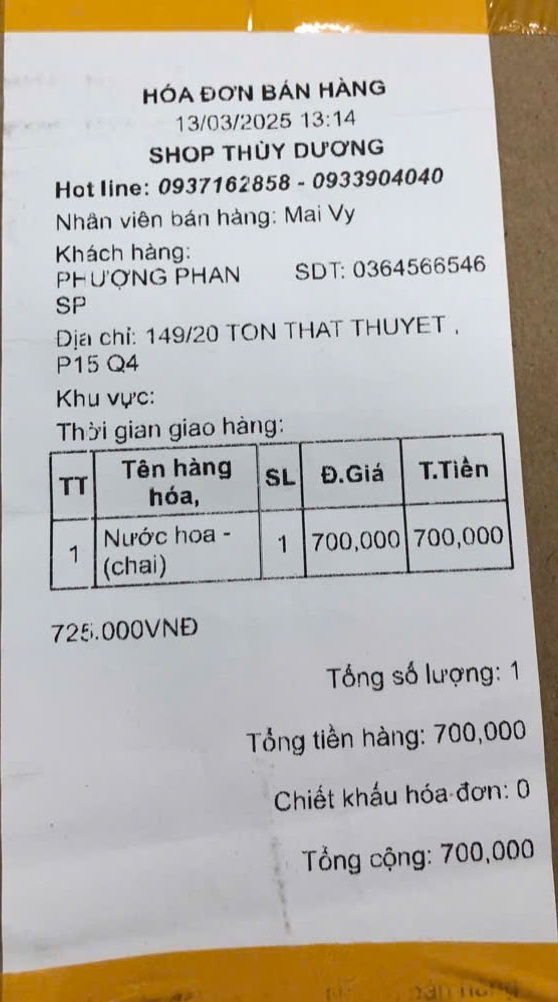 HÓA ĐƠN BÁN HÀNG
13/03/2025 13:14
SHOP THÙY DƯƠNG
Hot line: 0937162858 - 0933904040
Nhân viên bán hàng: Mai Vy
Khách hàng:
PHƯỢNG PHAN SDT: 0364566546
SP
Địa chỉ: 149/20 TON THAT THUYET ,
P15 Q4
Khu vực:
Thời gian giao hàng:
TT Tên hàng hóa, SL Đ.Giá T.Tiền
1 Nước hoa - (chai) 1 700,000 700,000
725.000VNĐ
Tổng số lượng: 1
Tổng tiền hàng: 700,000
Chiết khấu hóa đơn: 0
Tổng cộng: 700,000